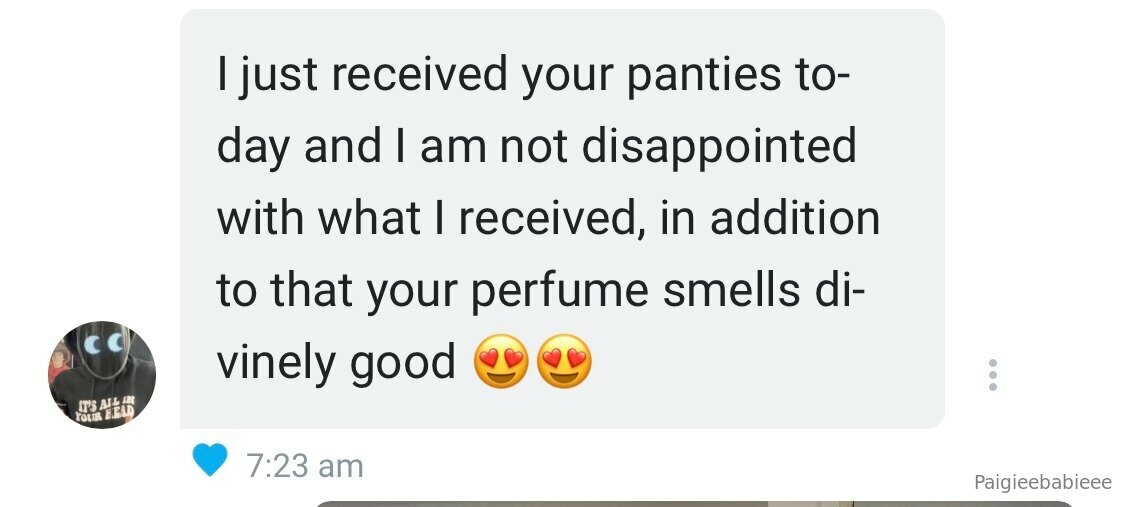 I just received your panties to-
day and I am not disappointed
with what I received, in addition
to that your perfume smells di-
vinely good 😍😍
IT'S ALL IN
YOUR HEAD
7:23 am
Paigieebabieee